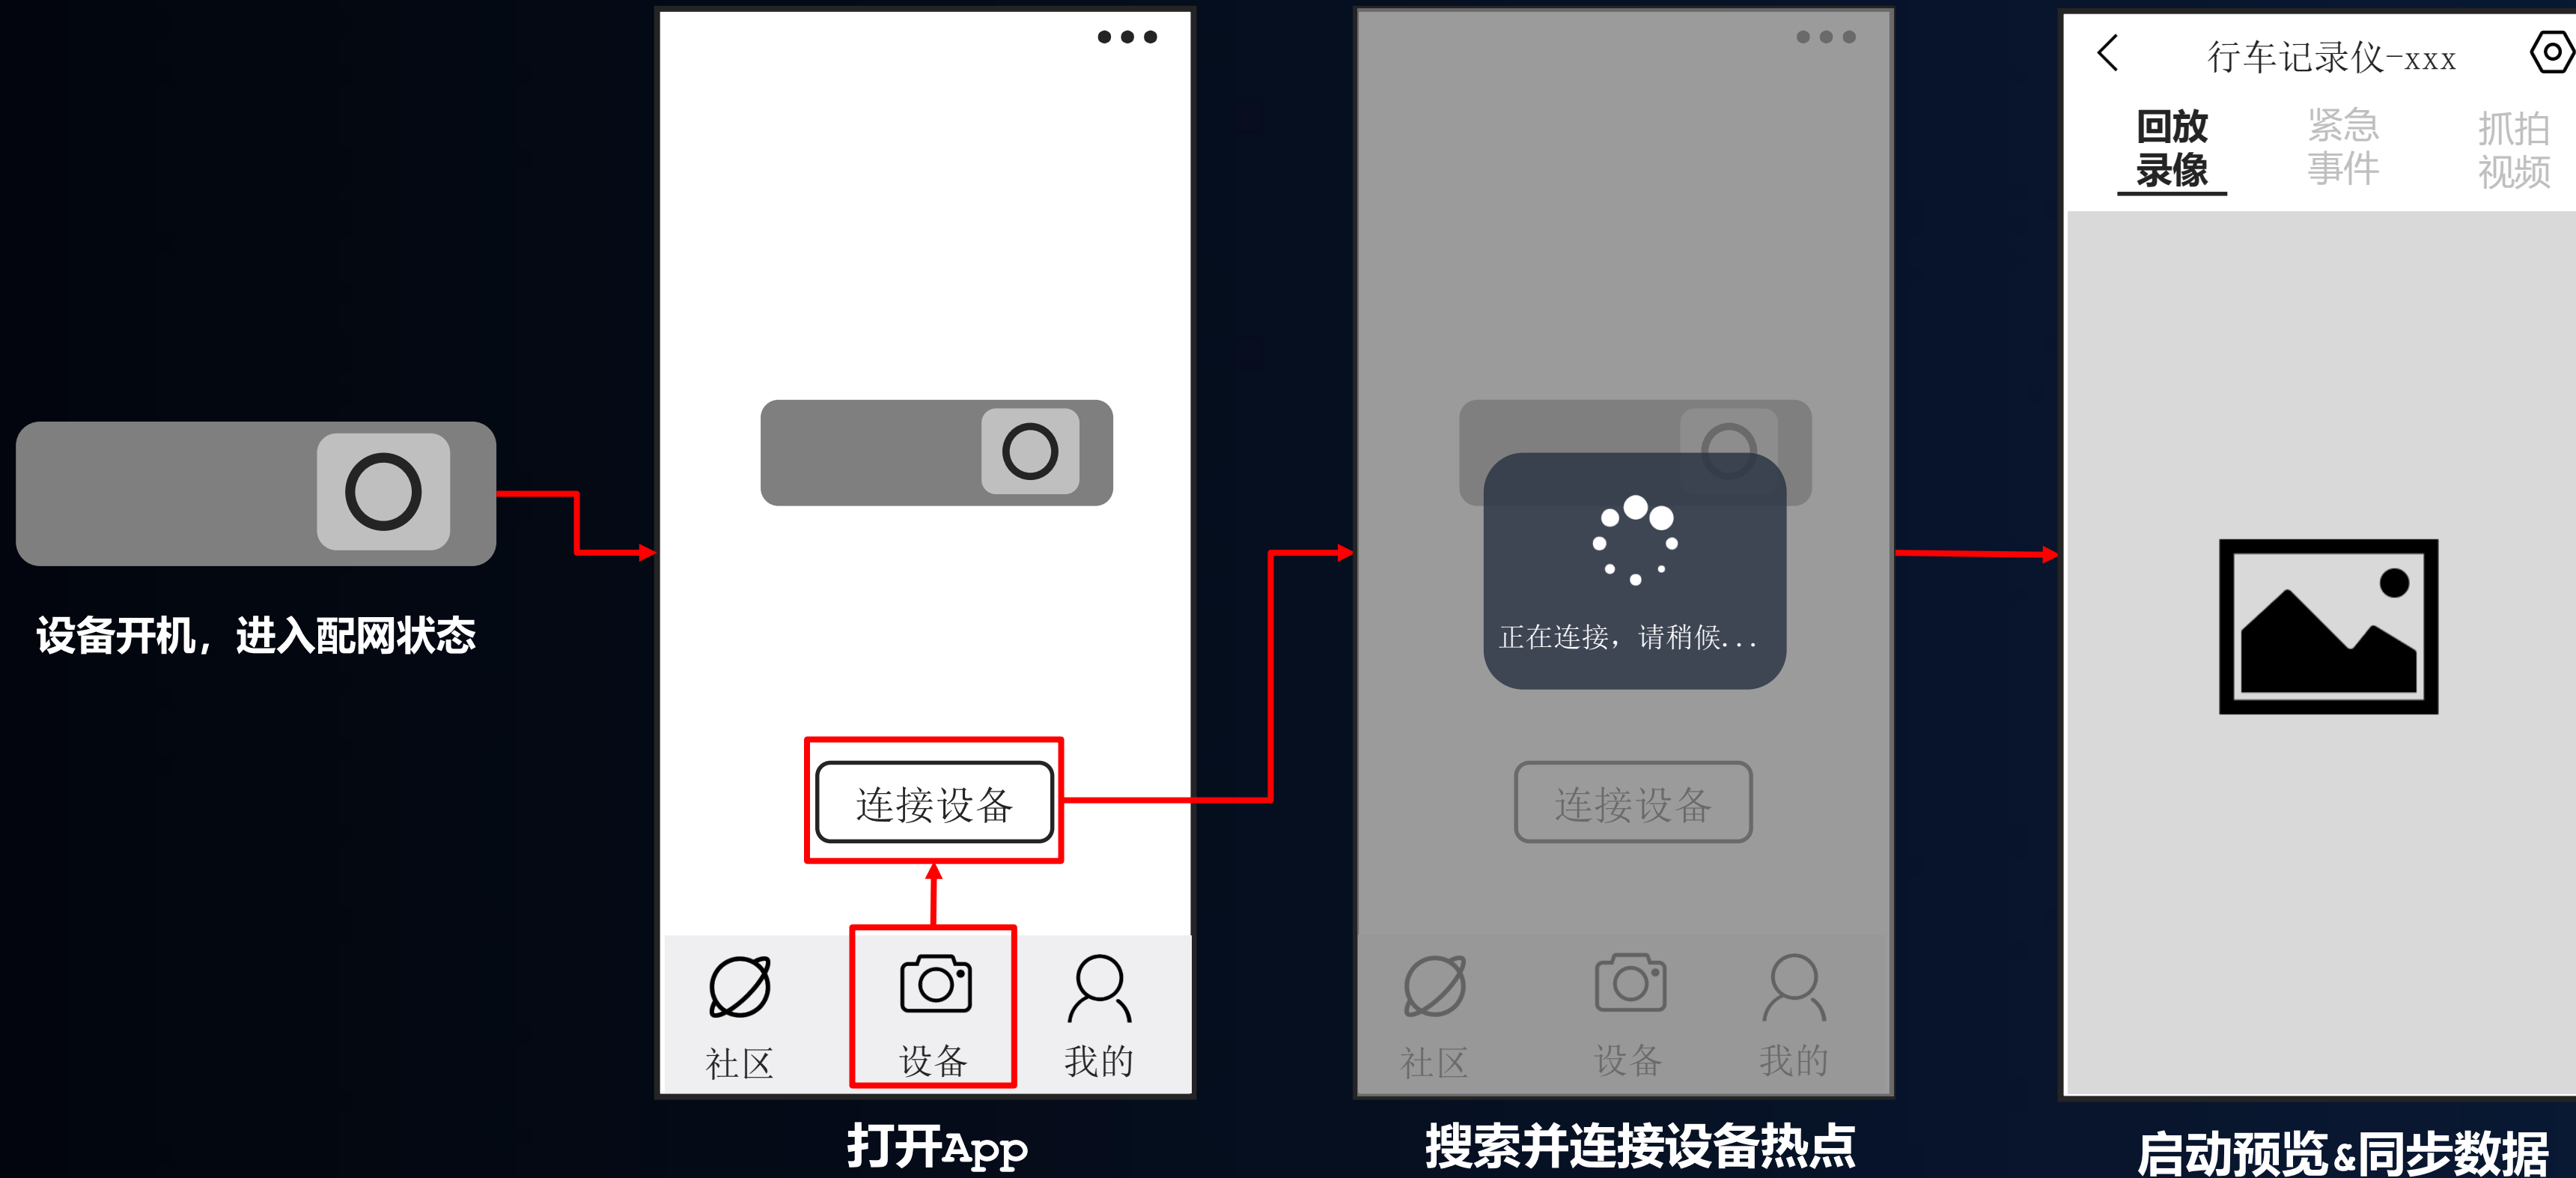 设备开机，进入配网状态
连接设备
社区
设备
我的
打开App
正在连接，请稍候...
连接设备
社区
设备
我的
搜索并连接设备热点
行车记录仪-xxx
回放
录像
紧急
事件
抓拍
视频
启动预览&同步数据